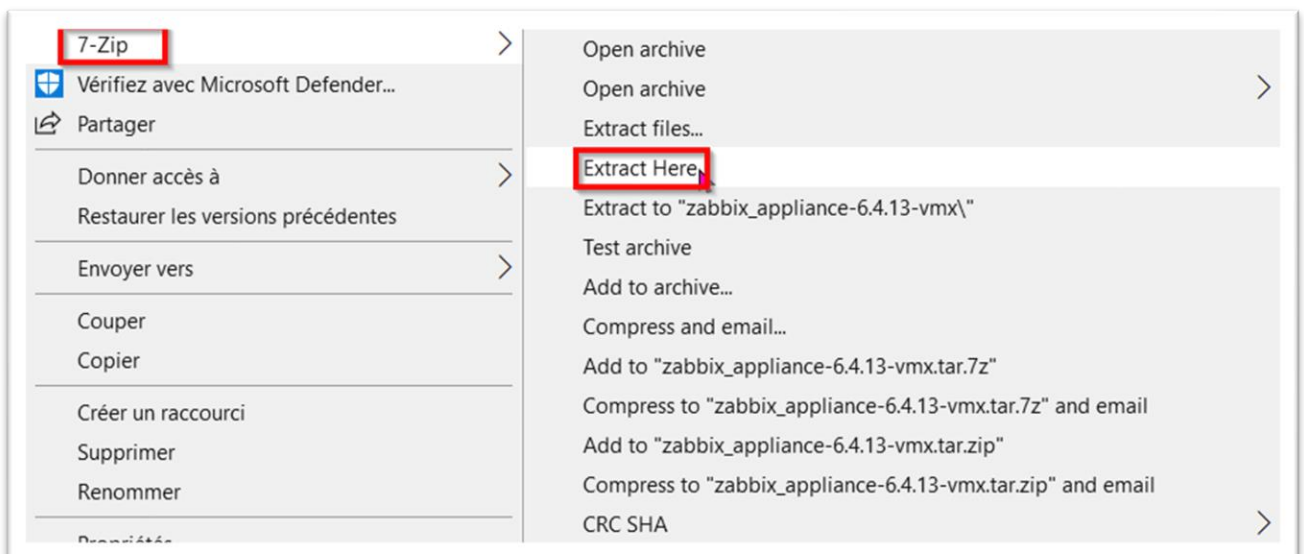 7-Zip
Vérifiez avec Microsoft Defender...
Partager
Donner accès à
Restaurer les versions précédentes
Envoyer vers
Couper
Copier
Créer un raccourci
Supprimer
Renommer
Propriétés
Open archive
Open archive
Extract files...
Extract Here
Extract to "zabbix_appliance-6.4.13-vmx\"
Test archive
Add to archive...
Compress and email...
Add to "zabbix_appliance-6.4.13-vmx.tar.7z"
Compress to "zabbix_appliance-6.4.13-vmx.tar.7z" and email
Add to "zabbix_appliance-6.4.13-vmx.tar.zip"
Compress to "zabbix_appliance-6.4.13-vmx.tar.zip" and email
CRC SHA